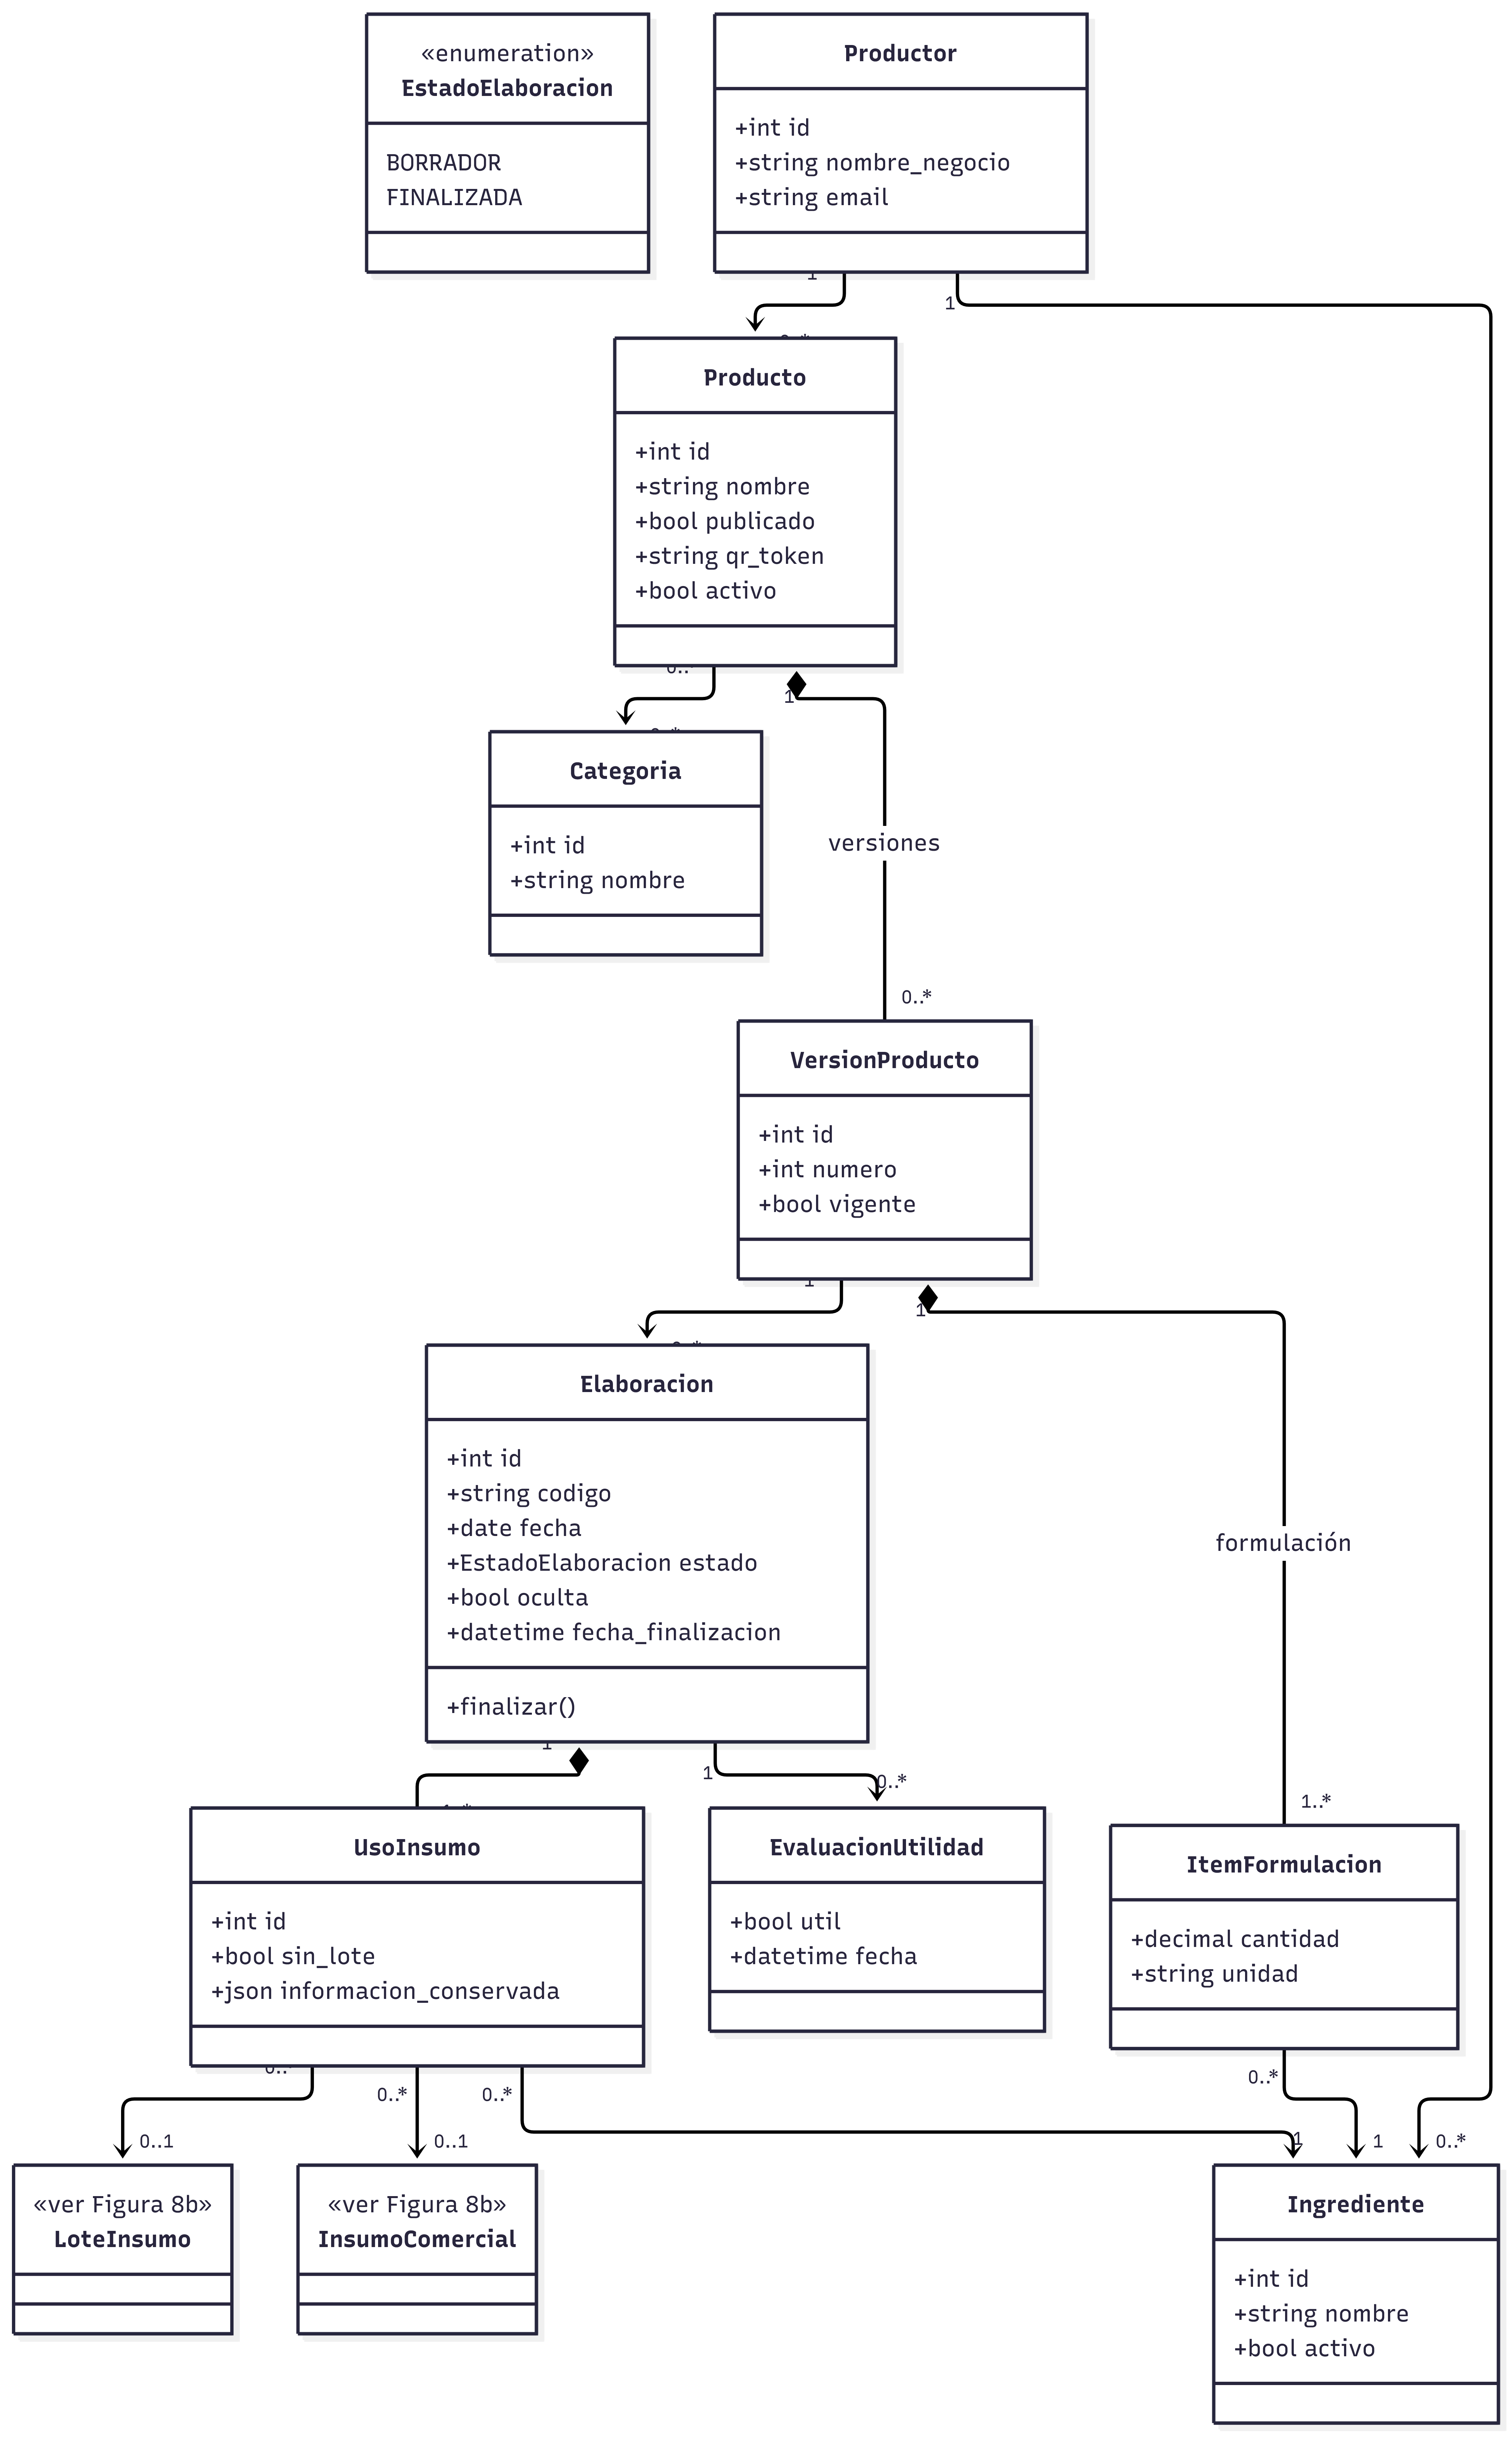 «enumeration»
EstadoElaboracion
BORRADOR
FINALIZADA
Productor
+int id
+string nombre_negocio
+string email
1
1
Producto
+int id
+string nombre
+bool publicado
+string qr_token
+bool activo
1
Categoria
+int id
+string nombre
versiones
0..*
VersionProducto
+int id
+int numero
+bool vigente
1
1
Elaboracion
+int id
+string codigo
+date fecha
+EstadoElaboracion estado
+bool oculta
+datetime fecha_finalizacion
+finalizar()
formulación
1
1
0..*
1..*
UsoInsumo
+int id
+bool sin_lote
+json informacion_conservada
EvaluacionUtilidad
+bool util
+datetime fecha
ItemFormulacion
+decimal cantidad
+string unidad
0..*
0..*
0..*
0..1
0..1
1
1
0..*
«ver Figura 8b»
LoteInsumo
«ver Figura 8b»
InsumoComercial
Ingrediente
+int id
+string nombre
+bool activo